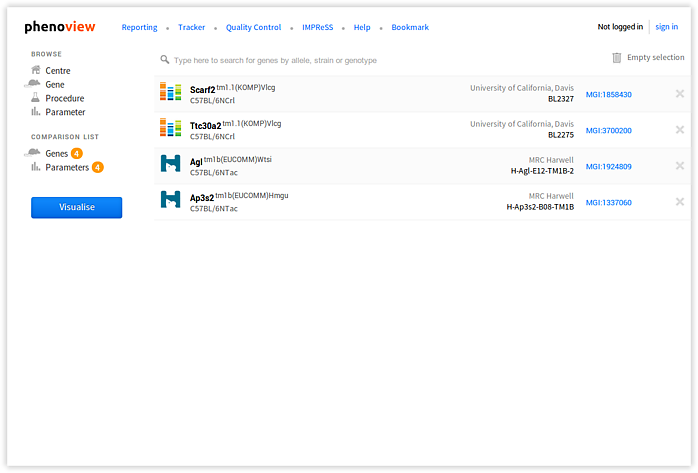 phenoview
Reporting Tracker Quality Control IMPReSS Help Bookmark
Not logged in sign in
BROWSE
Centre
Gene
Procedure
Parameter
COMPARISON LIST
Genes 4
Parameters 4
Visualise
Type here to search for genes by allele, strain or genotype
Empty selection
Scarf2 tm1.1(KOMP)Vlcg
C57BL/6NCrl
University of California, Davis
BL2327
MGI:1858430
Ttc30a2 tm1.1(KOMP)Vlcg
C57BL/6NCrl
University of California, Davis
BL2275
MGI:3700200
Agl tm1b(EUCOMM)Wtsi
C57BL/6NTac
MRC Harwell
H-Agl-E12-TM1B-2
MGI:1924809
Ap3s2 tm1b(EUCOMM)Hmgu
C57BL/6NTac
MRC Harwell
H-Ap3s2-B08-TM1B
MGI:1337060